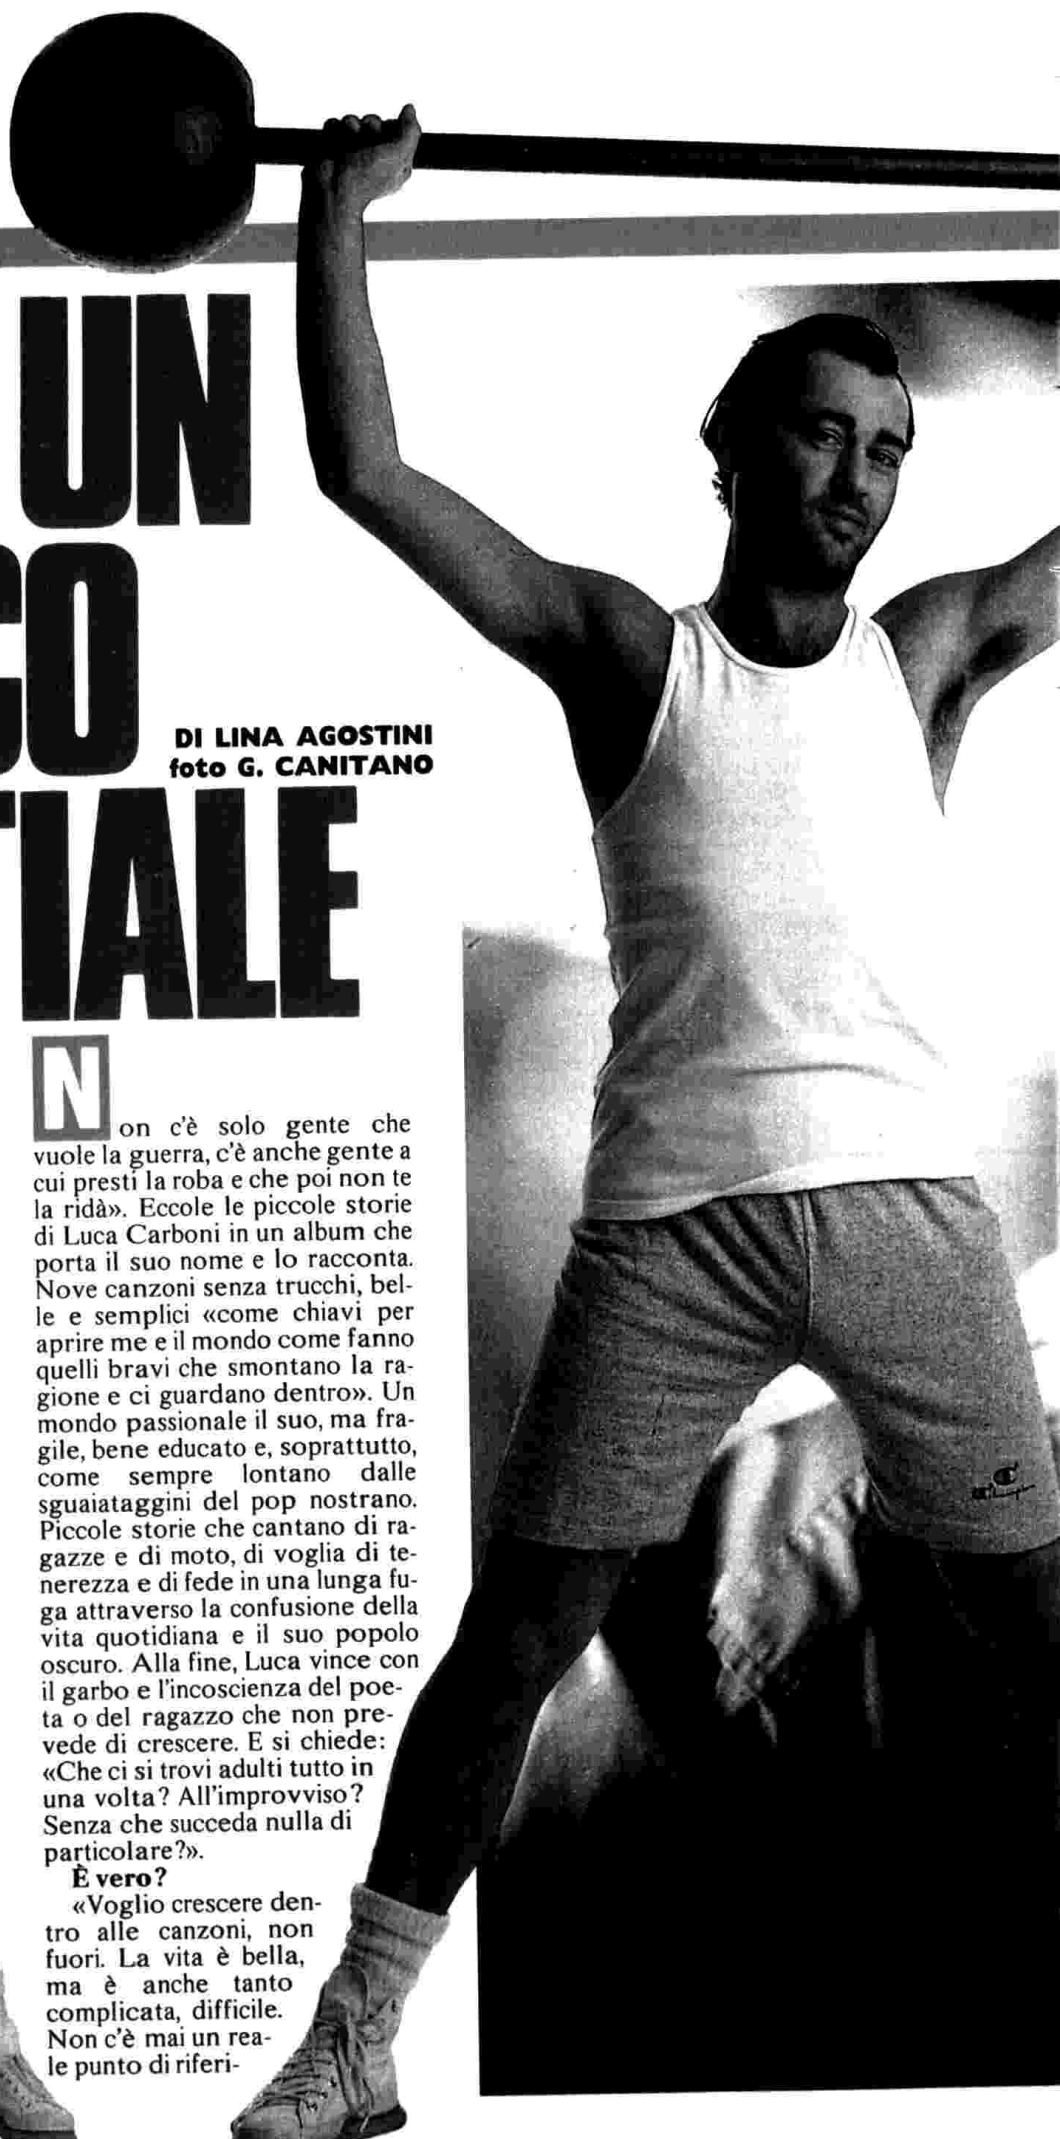 UN
CO
TIALE
DI LINA AGOSTINI
foto G. CANITANO
Non c'è solo gente che
vuole la guerra, c'è anche gente a
cui presti la roba e che poi non te
la ridà». Eccole le piccole storie
di Luca Carboni in un album che
porta il suo nome e lo racconta.
Nove canzoni senza trucchi, bel-
le e semplici «come chiavi per
aprire me e il mondo come fanno
quelli bravi che smontano la ra-
gione e ci guardano dentro». Un
mondo passionale il suo, ma fra-
gile, bene educato e, soprattutto,
come sempre lontano dalle
sguaiataggini del pop nostrano.
Piccole storie che cantano di ra-
gazze e di moto, di voglia di te-
nerezza e di fede in una lunga fu-
ga attraverso la confusione della
vita quotidiana e il suo popolo
oscuro. Alla fine, Luca vince con
il garbo e l'incoscienza del poe-
ta o del ragazzo che non pre-
vede di crescere. E si chiede:
«Che ci si trovi adulti tutto in
una volta? All'improvviso?
Senza che succeda nulla di
particolare?».
È vero?
«Voglio crescere den-
tro alle canzoni, non
fuori. La vita è bella,
ma è anche tanto
complicata, difficile.
Non c'è mai un rea-
le punto di riferi-
Champion